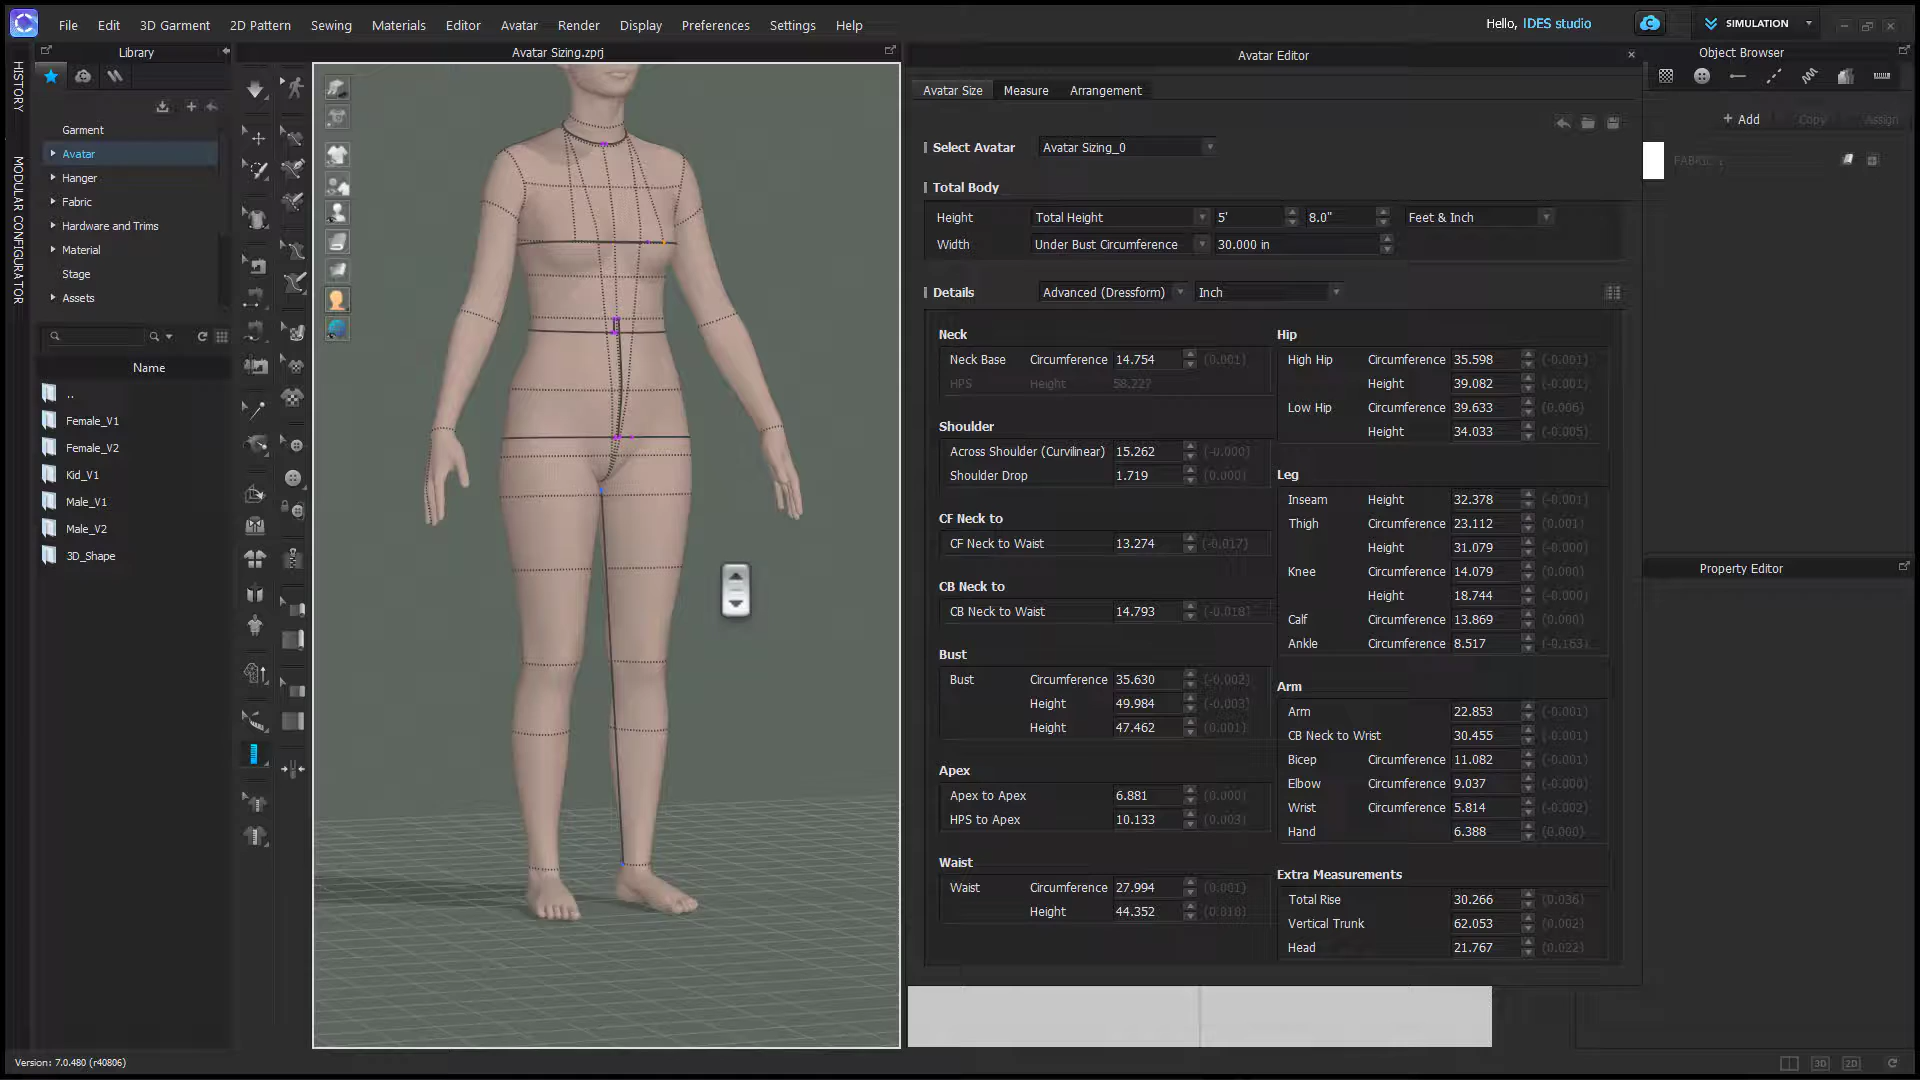 File Edit 3D Garment 2D Pattern Sewing Materials Editor Avatar Render Display Preferences Settings Help
Hello, IDES studio
SIMULATION
Library
Avatar Sizing.zprj
Avatar Editor
Object Browser
HISTORY
MODULAR CONFIGURATOR
Garment
Avatar
Hanger
Fabric
Hardware and Trims
Material
Stage
Assets
Name
..
Female_V1
Female_V2
Kid_V1
Male_V1
Male_V2
3D_Shape
Avatar Size Measure Arrangement
Select Avatar Avatar Sizing_0
Total Body
Height Total Height 5' 8.0" Feet & Inch
Width Under Bust Circumference 30.000 in
Details Advanced (Dressform) Inch
Neck
Neck Base Circumference 14.754 (0.001)
HPS Height 58.227
Shoulder
Across Shoulder (Curvilinear) 15.262 (-0.000)
Shoulder Drop 1.719 (0.000)
CF Neck to
CF Neck to Waist 13.274 (-0.017)
CB Neck to
CB Neck to Waist 14.793 (-0.018)
Bust
Bust Circumference 35.630 (-0.002)
Height 49.984 (-0.003)
Height 47.462 (0.001)
Apex
Apex to Apex 6.881 (0.000)
HPS to Apex 10.133 (0.003)
Waist
Waist Circumference 27.994 (0.001)
Height 44.352 (0.018)
Hip
High Hip Circumference 35.598 (-0.001)
Height 39.082 (-0.001)
Low Hip Circumference 39.633 (0.006)
Height 34.033 (-0.005)
Leg
Inseam Height 32.378 (-0.001)
Thigh Circumference 23.112 (0.001)
Height 31.079 (-0.000)
Knee Circumference 14.079 (0.000)
Height 18.744 (-0.000)
Calf Circumference 13.869 (0.000)
Ankle Circumference 8.517 (-0.163)
Arm
Arm 22.853 (-0.001)
CB Neck to Wrist 30.455 (-0.001)
Bicep Circumference 11.082 (-0.001)
Elbow Circumference 9.037 (-0.000)
Wrist Circumference 5.814 (-0.002)
Hand 6.388 (0.000)
Extra Measurements
Total Rise 30.266 (0.036)
Vertical Trunk 62.053 (0.002)
Head 21.767 (0.022)
+ Add Copy Assign
FABRIC 1
Property Editor
Version: 7.0.480 (r40806)
3D 2D